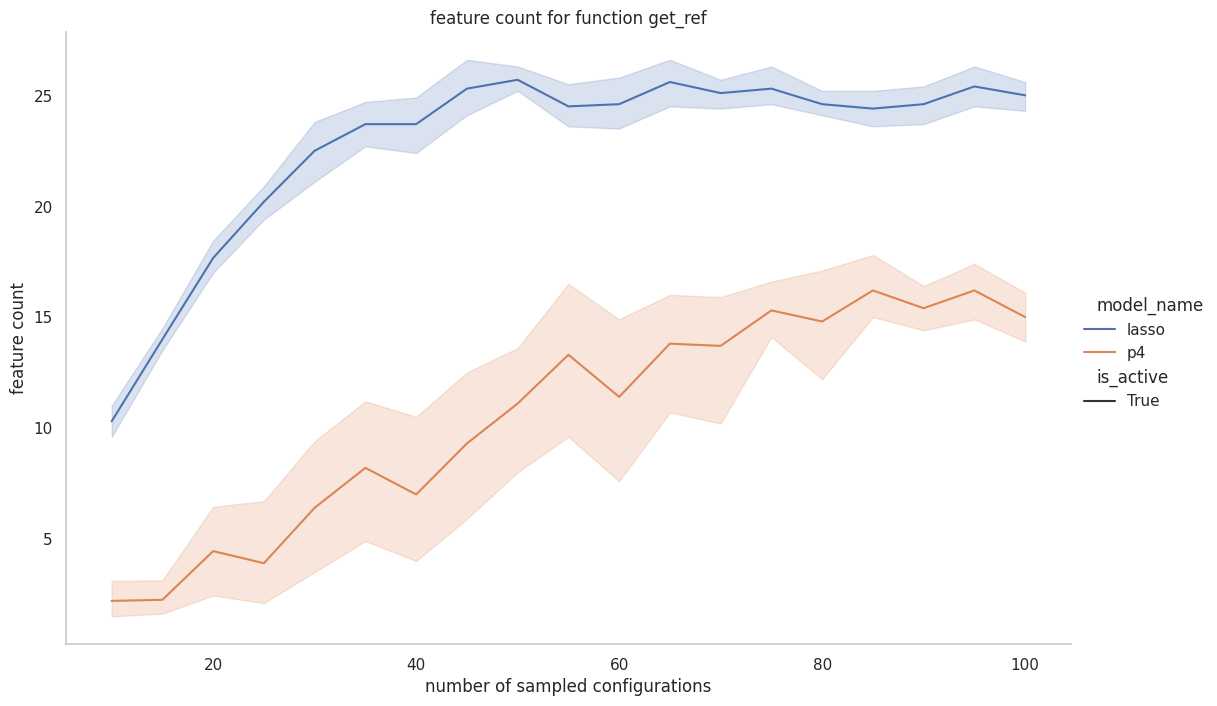 feature count for function get_ref
feature count
25
20
15
10
5
20
40
60
80
100
number of sampled configurations
model_name
lasso
p4
is_active
True